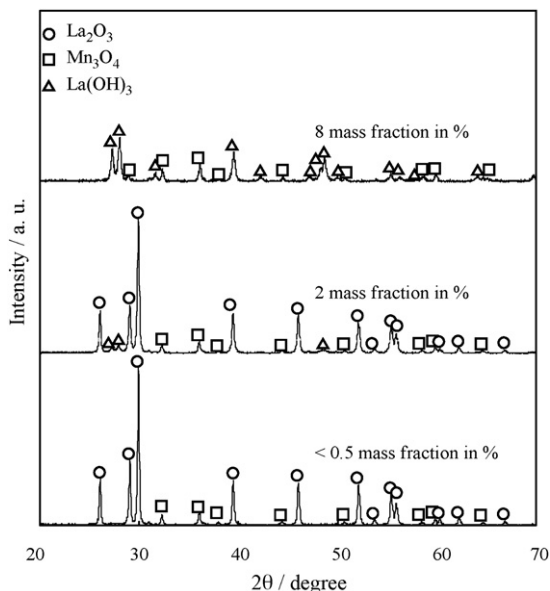 La₂O₃
Mn₃O₄
La(OH)₃
8 mass fraction in %
2 mass fraction in %
< 0.5 mass fraction in %
Intensity / a. u.
20 30 40 50 60 70
2θ / degree